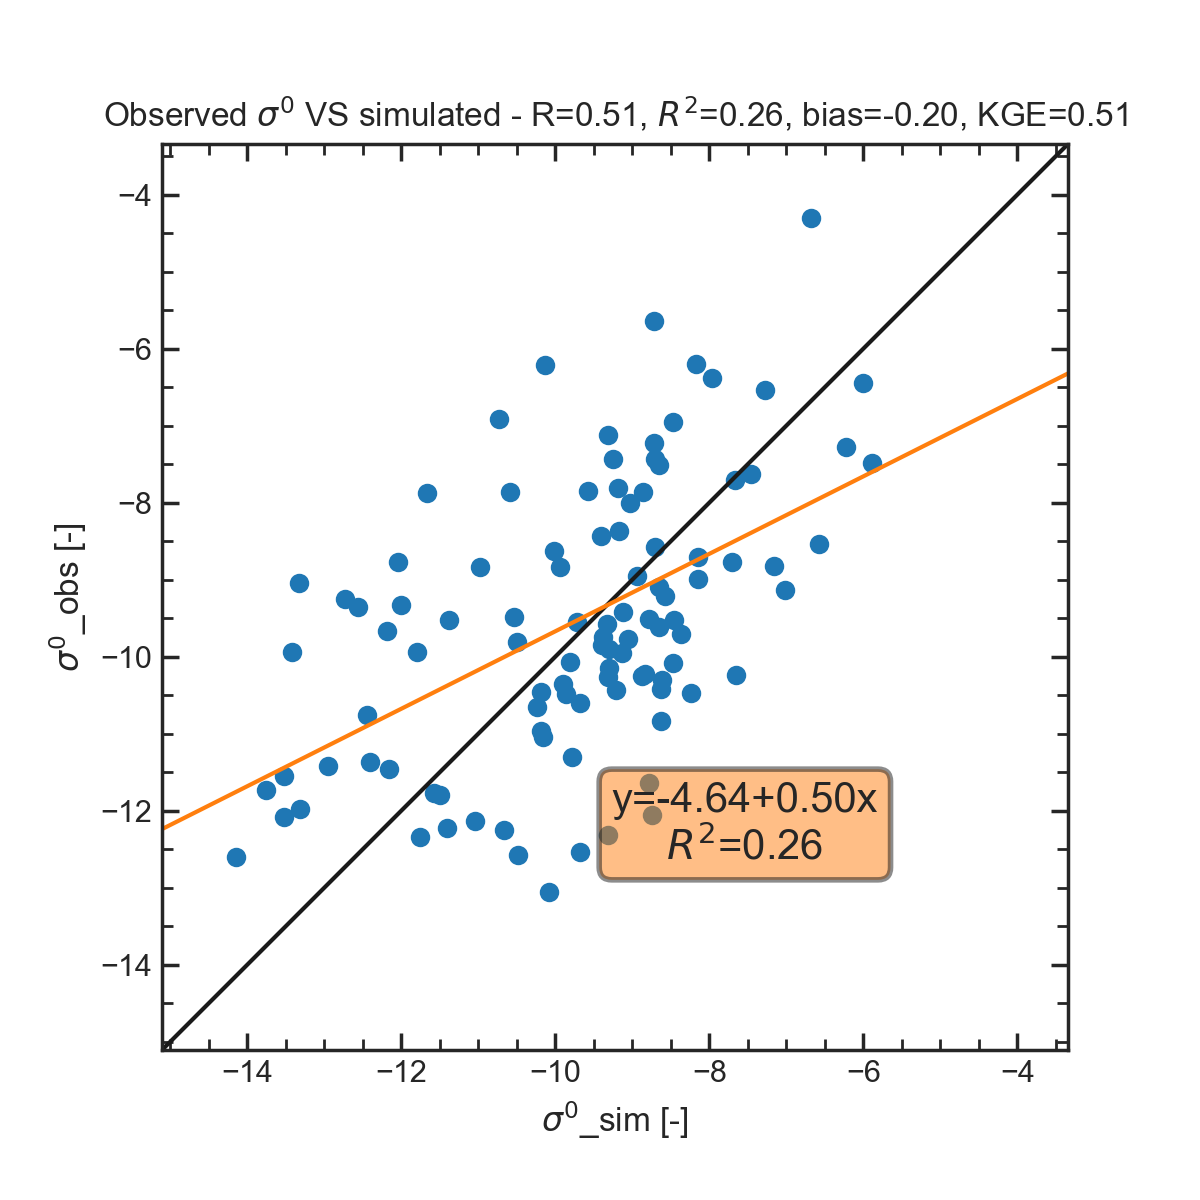 Observed σ⁰ VS simulated - R=0.51, R²=0.26, bias=-0.20, KGE=0.51
−4
−6
−8
−10
−12
−14
σ⁰_obs [-]
y=-4.64+0.50x
R²=0.26
−14 −12 −10 −8 −6 −4
σ⁰_sim [-]